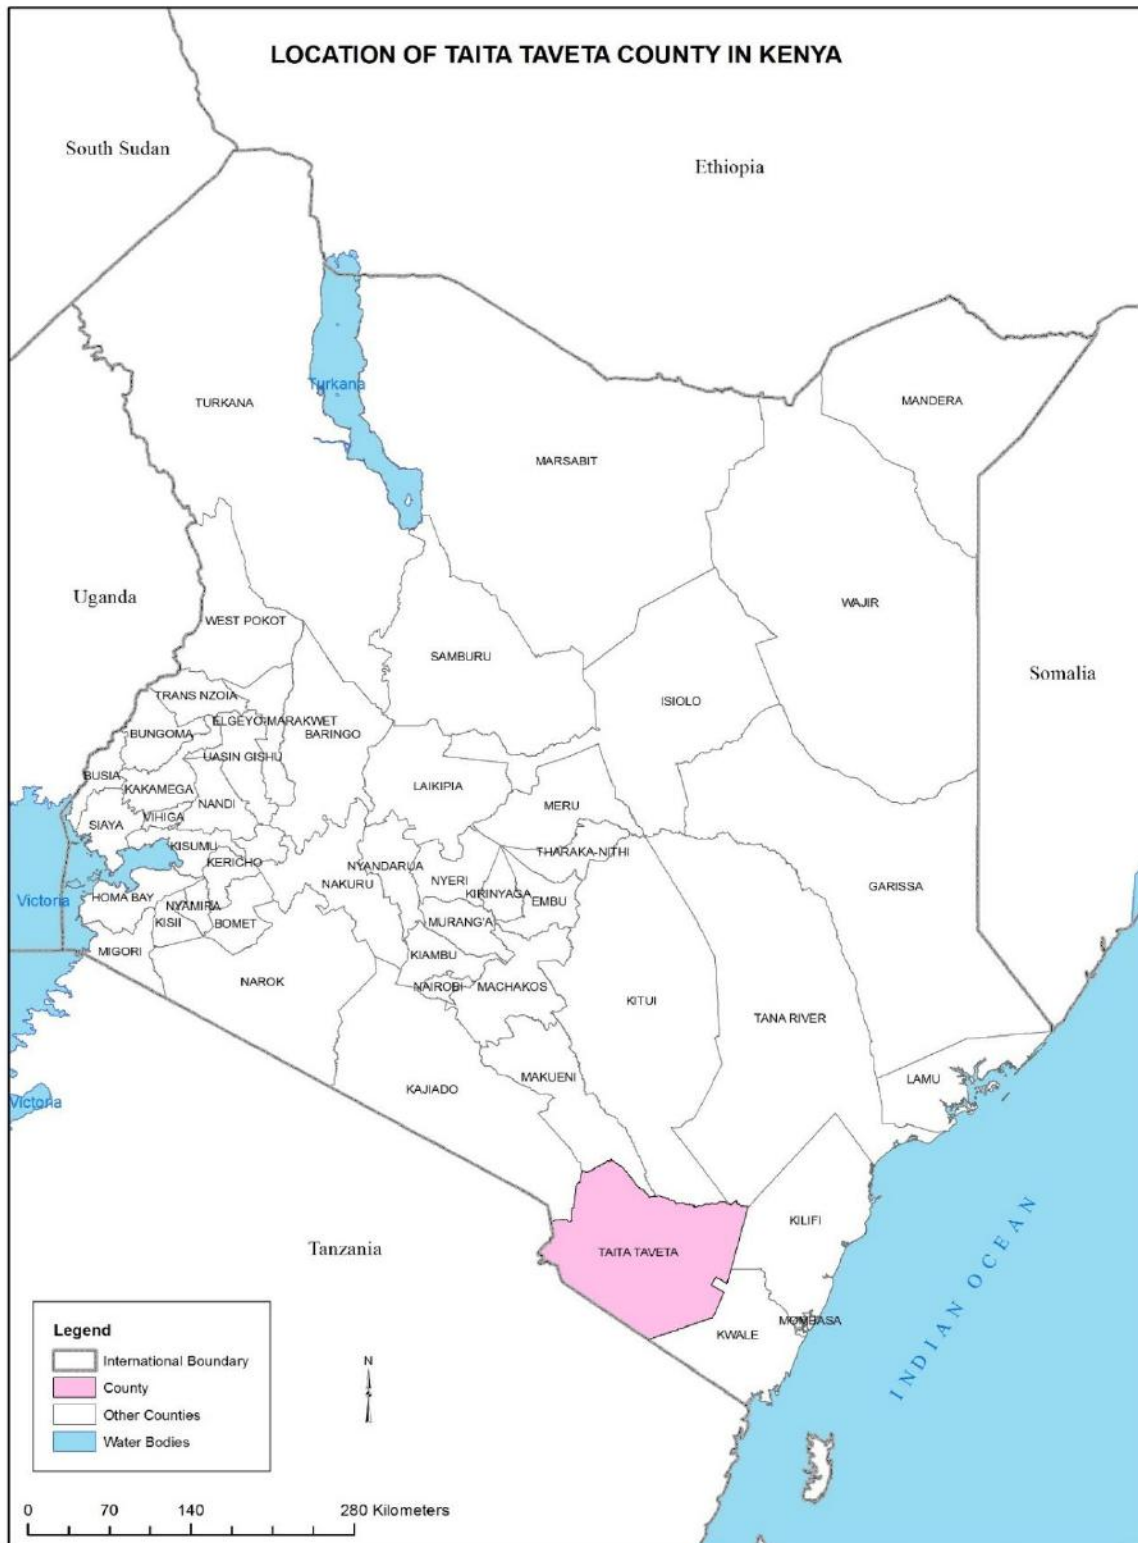 LOCATION OF TAITA TAVETA COUNTY IN KENYA
South Sudan
Ethiopia
Turkana
TURKANA
MANDERA
MARSABIT
Uganda
WAJIR
WEST POKOT
SAMBURU
Somalia
TRANS NZOIA
ISIOLO
ELGEYO-MARAKWET
BUNGOMA
BARINGO
UASIN GISHU
BUSIA
KAKAMEGA
LAIKIPIA
NANDI
MERU
VIHIGA
SIAYA
KISUMU
THARAKA-NITHI
KERICHO
NYANDARUA
NYERI
NAKURU
GARISSA
KIRINYAGA
HOMA BAY
Victoria
NYAMIRA
EMBU
KISII
BOMET
MURANG'A
MIGORI
KIAMBU
NAROK
NAIROBI
MACHAKOS
KITUI
TANA RIVER
MAKUENI
LAMU
KAJIADO
Victoria
KILIFI
Tanzania
TAITA TAVETA
INDIAN OCEAN
MOMBASA
KWALE
Legend
International Boundary
County
Other Counties
Water Bodies
N
0 70 140 280 Kilometers